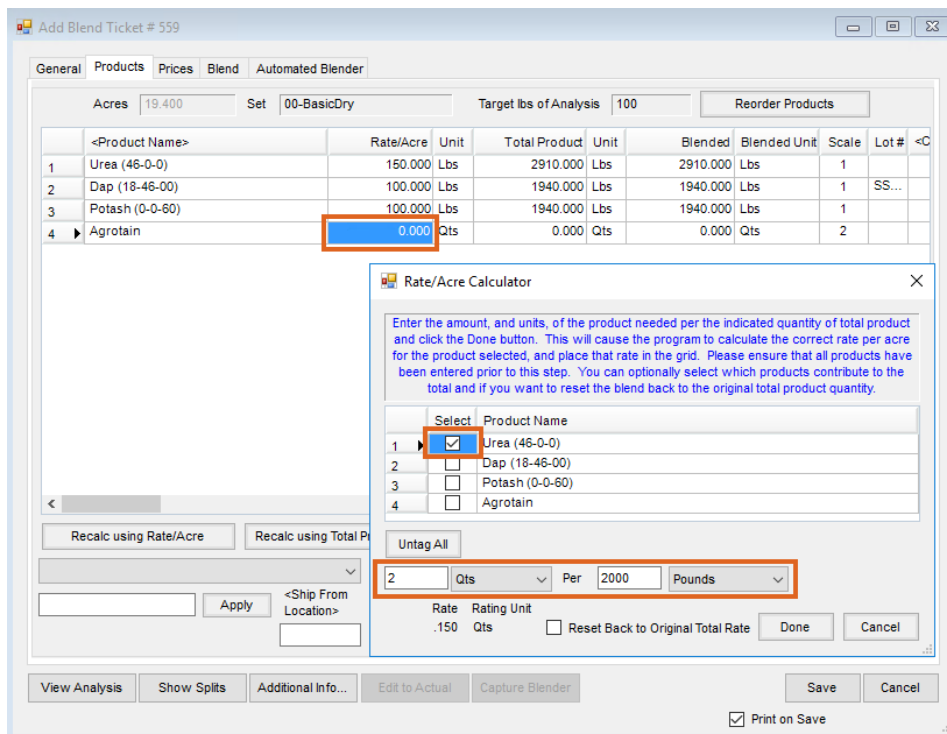 Add Blend Ticket # 559
General Products Prices Blend Automated Blender
Acres 19.400 Set 00-BasicDry Target lbs of Analysis 100 Reorder Products
<Product Name> Rate/Acre Unit Total Product Unit Blended Blended Unit Scale Lot # <C
1 Urea (46-0-0) 150.000 Lbs 2910.000 Lbs 2910.000 Lbs 1
2 Dap (18-46-00) 100.000 Lbs 1940.000 Lbs 1940.000 Lbs 1 SS...
3 Potash (0-0-60) 100.000 Lbs 1940.000 Lbs 1940.000 Lbs 1
4 Agrotain 0.000 Qts 0.000 Qts 0.000 Qts 2
Rate/Acre Calculator
Enter the amount, and units, of the product needed per the indicated quantity of total product
and click the Done button. This will cause the program to calculate the correct rate per acre
for the product selected, and place that rate in the grid. Please ensure that all products have
been entered prior to this step. You can optionally select which products contribute to the
total and if you want to reset the blend back to the original total product quantity.
Select Product Name
1 Urea (46-0-0)
2 Dap (18-46-00)
3 Potash (0-0-60)
4 Agrotain
Untag All
2 Qts Per 2000 Pounds
Rate Rating Unit
.150 Qts Reset Back to Original Total Rate Done Cancel
Recalc using Rate/Acre Recalc using Total P
Apply <Ship From
Location>
View Analysis Show Splits Additional Info... Edit to Actual Capture Blender Save Cancel
Print on Save